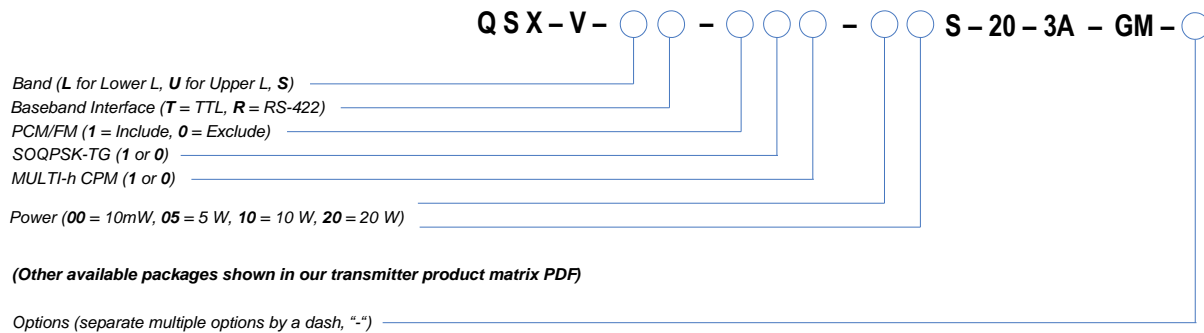 Q S X – V – – – S – 20 – 3A – GM –
Band (L for Lower L, U for Upper L, S)
Baseband Interface (T = TTL, R = RS-422)
PCM/FM (1 = Include, 0 = Exclude)
SOQPSK-TG (1 or 0)
MULTI-h CPM (1 or 0)
Power (00 = 10mW, 05 = 5 W, 10 = 10 W, 20 = 20 W)
(Other available packages shown in our transmitter product matrix PDF)
Options (separate multiple options by a dash, “-“)